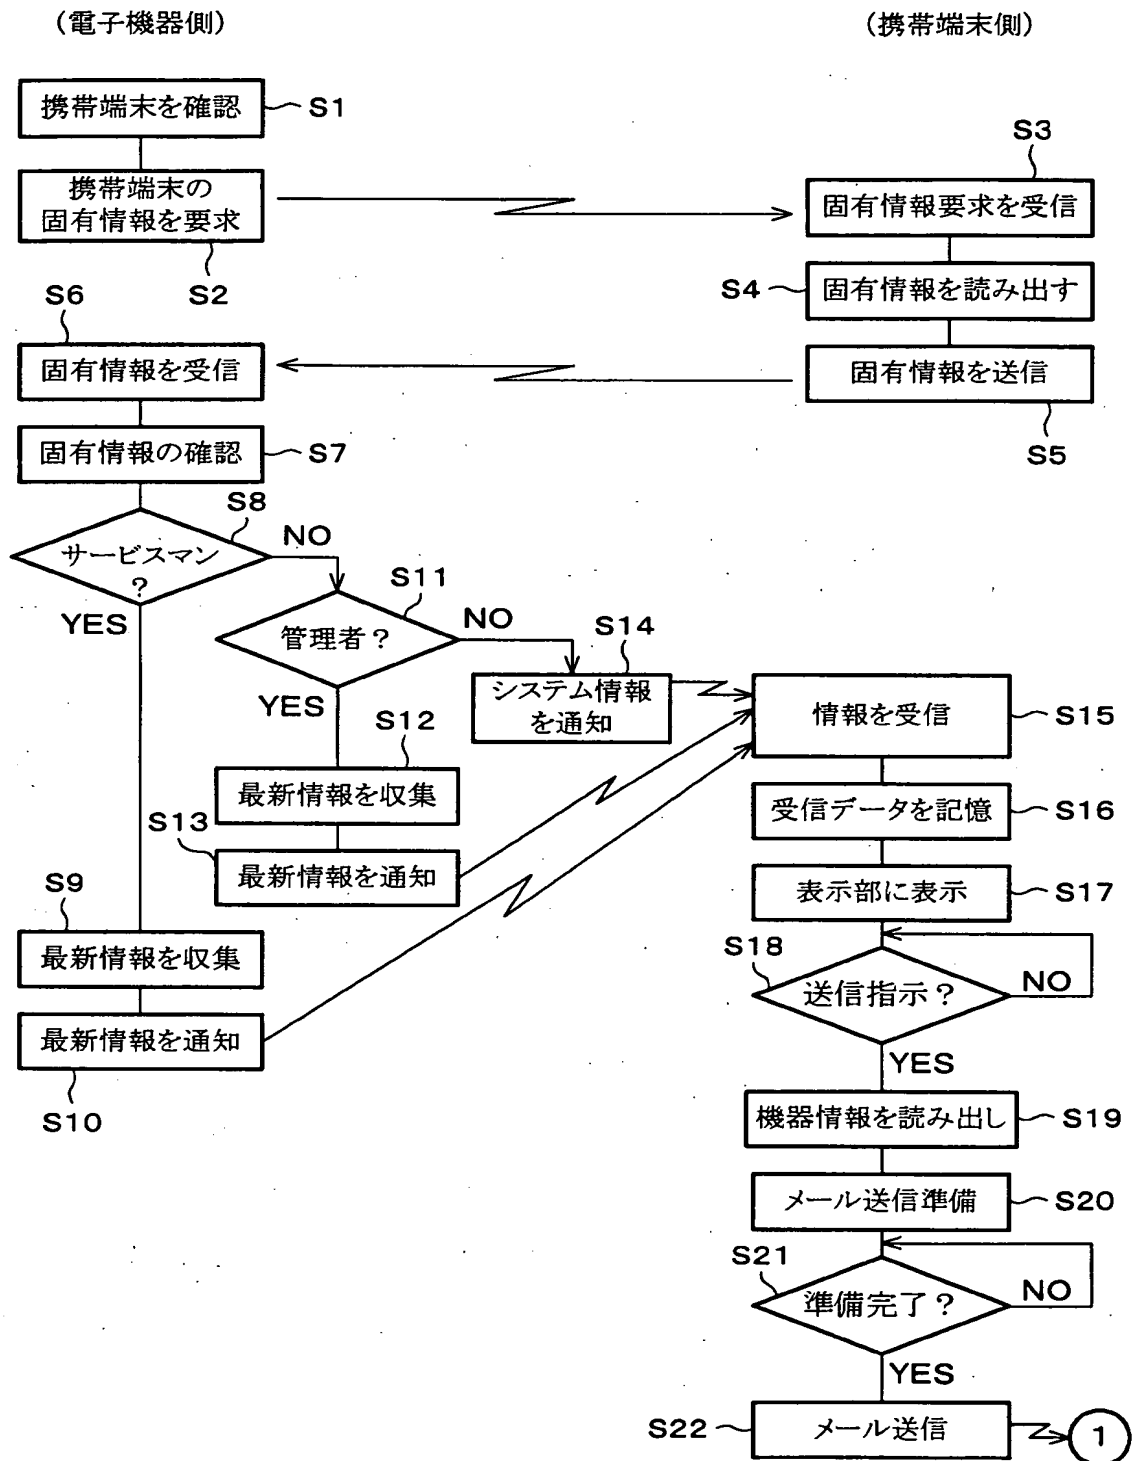 (電子機器側)
(携帯端末側)
携帯端末を確認
S1
携帯端末の
固有情報を要求
S2
S3
固有情報要求を受信
S4
固有情報を読み出す
固有情報を送信
S5
S6
固有情報を受信
固有情報の確認
S7
S8
サービスマン
?
NO
YES
S11
管理者?
NO
YES
S14
システム情報
を通知
S12
最新情報を収集
S13
最新情報を通知
S9
最新情報を収集
最新情報を通知
S10
情報を受信
S15
受信データを記憶
S16
表示部に表示
S17
S18
送信指示?
NO
YES
機器情報を読み出し
S19
メール送信準備
S20
S21
準備完了?
NO
YES
S22
メール送信
1